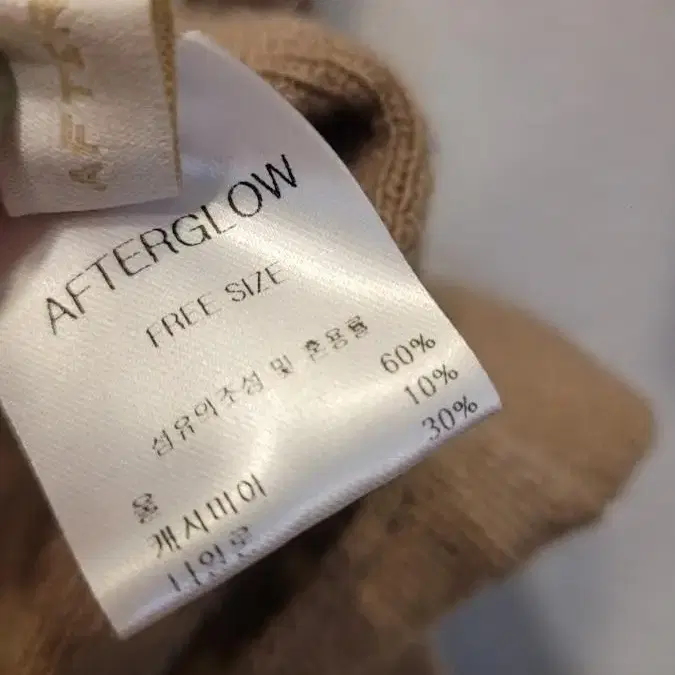 AFTER
AFTERGLOW
FREE SIZE
섬유의조성 및 혼용률
울 60%
캐시미어 10%
나일론 30%